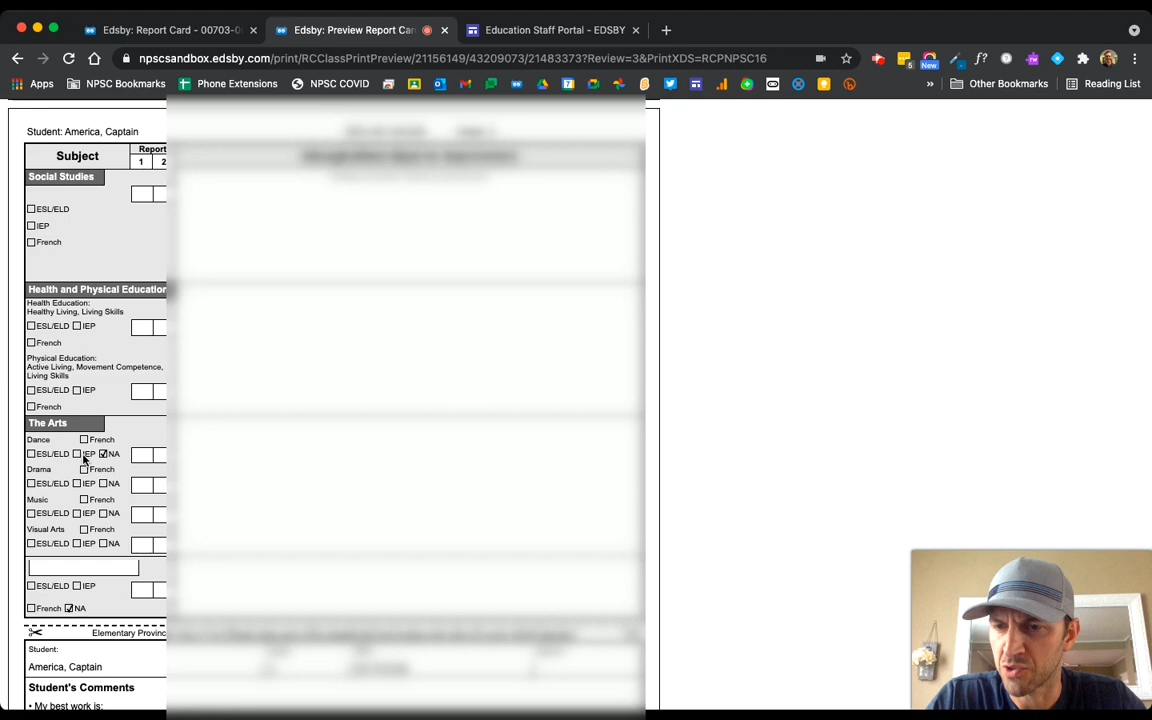 Edsby: Report Card - 00703-0
Edsby: Preview Report Car
Education Staff Portal - EDSBY
npscsandbox.edsby.com/print/RCClassPrintPreview/21156149/43209073/21483373?Review=3&PrintXDS=RCPNPSC16
Apps
NPSC Bookmarks
Phone Extensions
NPSC COVID
Other Bookmarks
Reading List
5
New
f?
»
Student: America, Captain
Subject
Report
1 2
Social Studies
ESL/ELD
IEP
French
Health and Physical Education
Health Education:
Healthy Living, Living Skills
ESL/ELD IEP
French
Physical Education:
Active Living, Movement Competence,
Living Skills
ESL/ELD IEP
French
The Arts
Dance French
ESL/ELD IEP NA
Drama French
ESL/ELD IEP NA
Music French
ESL/ELD IEP NA
Visual Arts French
ESL/ELD IEP NA
ESL/ELD IEP
French NA
Elementary Provinc
Student:
America, Captain
Student's Comments
• My best work is: